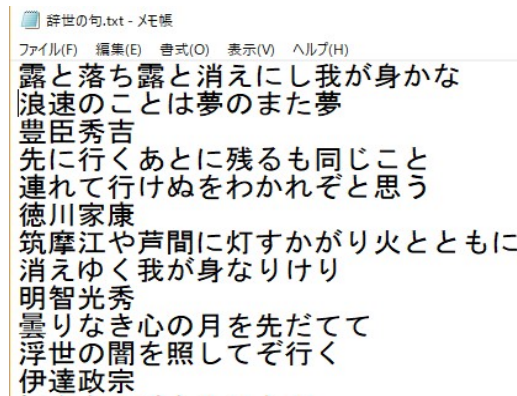 辞世の句.txt - メモ帳
ファイル(F) 編集(E) 書式(O) 表示(V) ヘルプ(H)
露と落ち露と消えにし我が身かな
浪速のことは夢のまた夢
豊臣秀吉
先に行くあとに残るも同じこと
連れて行けぬをわかれぞと思う
徳川家康
筑摩江や芦間に灯すかがり火とともに
消えゆく我が身なりけり
明智光秀
曇りなき心の月を先だてて
浮世の闇を照してぞ行く
伊達政宗